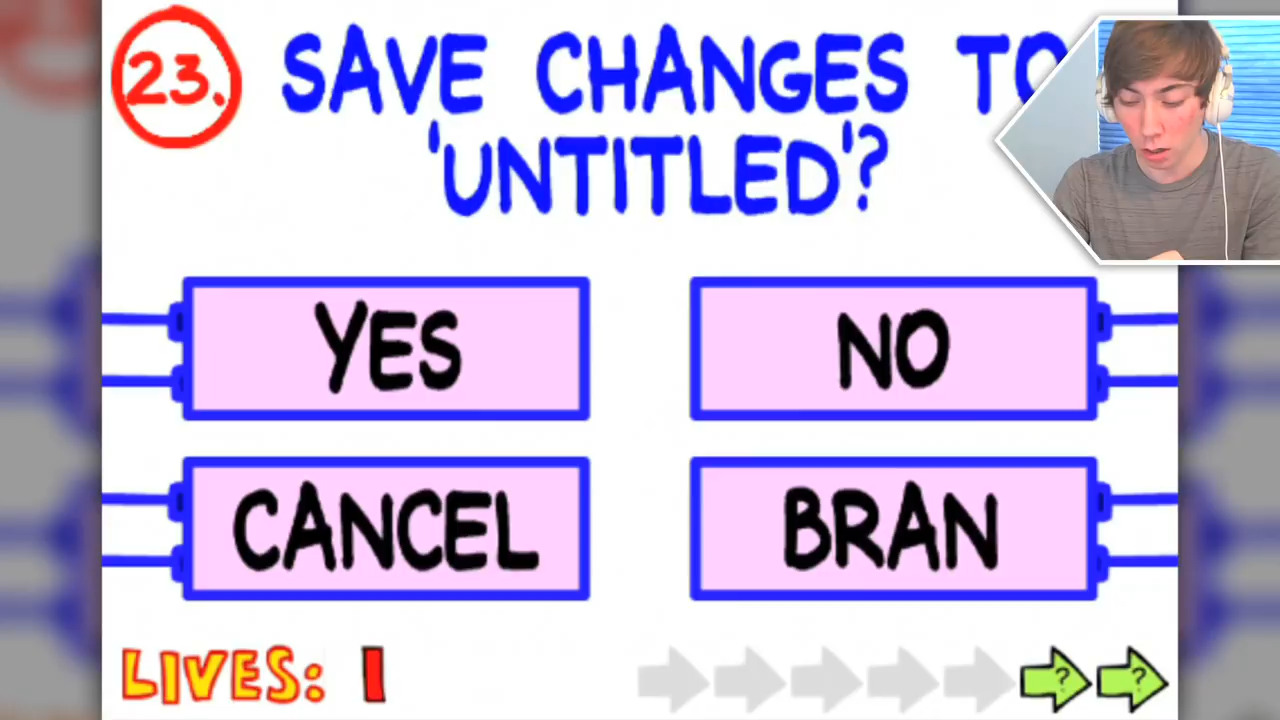 23.
SAVE CHANGES TO
'UNTITLED'?
YES
NO
CANCEL
BRAN
LIVES: 1
? ?